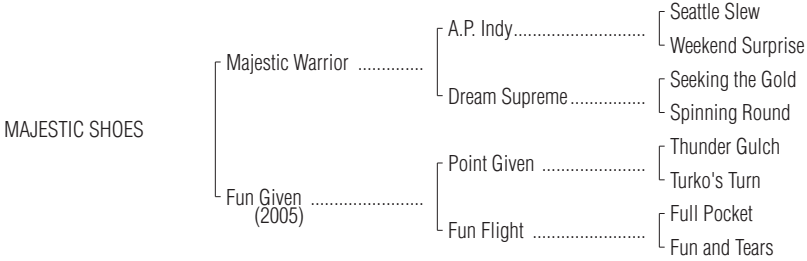 Seattle Slew
A.P. Indy
Weekend Surprise
Majestic Warrior
Seeking the Gold
Dream Supreme
Spinning Round
MAJESTIC SHOES
Thunder Gulch
Point Given
Turko's Turn
Fun Given
(2005)
Full Pocket
Fun Flight
Fun and Tears